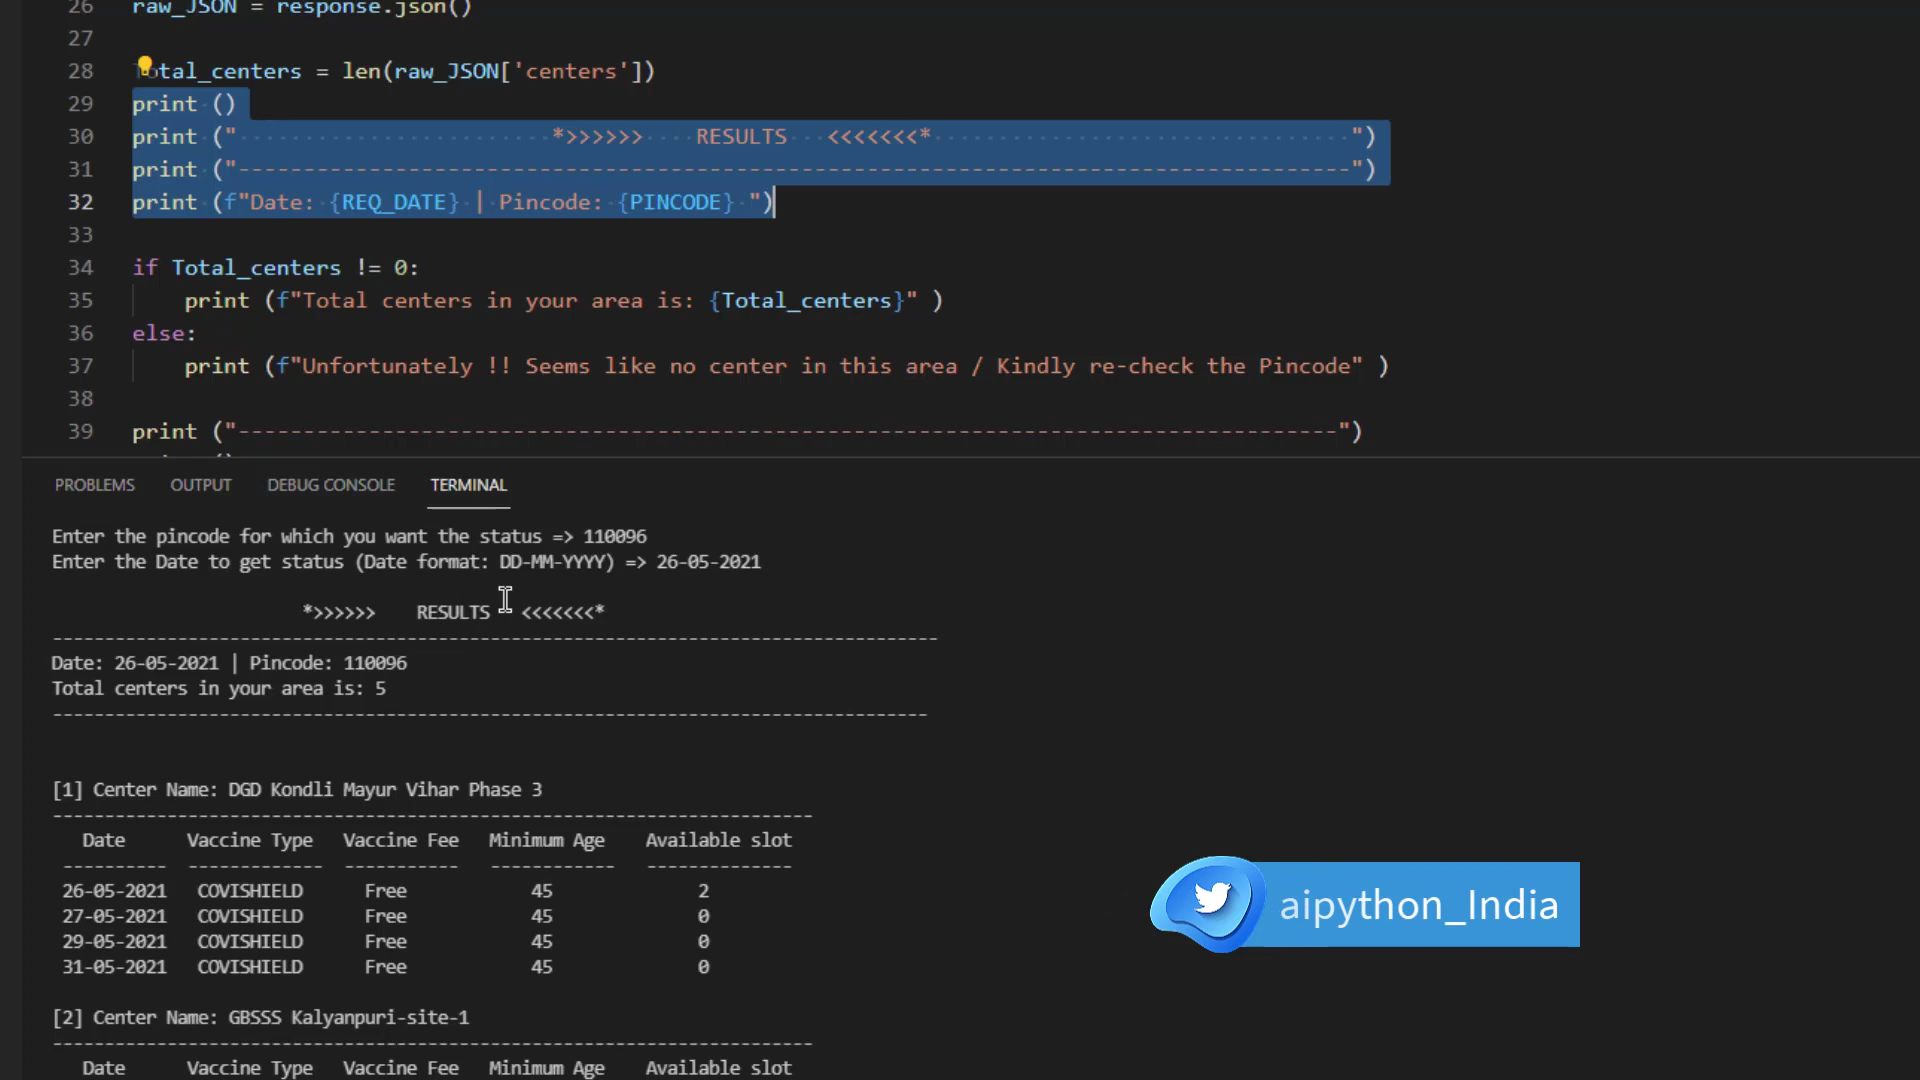 26 raw_JSON = response.json()
27
28 Total_centers = len(raw_JSON['centers'])
29 print ()
30 print ("                         *>>>>>>    RESULTS   <<<<<<<*                                ")
31 print ("-------------------------------------------------------------------------------------")
32 print (f"Date: {REQ_DATE} | Pincode: {PINCODE} ")
33
34 if Total_centers != 0:
35     print (f"Total centers in your area is: {Total_centers}" )
36 else:
37     print (f"Unfortunately !! Seems like no center in this area / Kindly re-check the Pincode" )
38
39 print ("------------------------------------------------------------------------------------")
PROBLEMS OUTPUT DEBUG CONSOLE TERMINAL
Enter the pincode for which you want the status => 110096
Enter the Date to get status (Date format: DD-MM-YYYY) => 26-05-2021
*>>>>>>    RESULTS   <<<<<<<*
-------------------------------------------------------------------------------------
Date: 26-05-2021 | Pincode: 110096
Total centers in your area is: 5
------------------------------------------------------------------------------------
[1] Center Name: DGD Kondli Mayur Vihar Phase 3
-------------------------------------------------------------------------
Date Vaccine Type Vaccine Fee Minimum Age Available slot
---------- ------------- ----------- ------------ --------------
26-05-2021 COVISHIELD Free 45 2
27-05-2021 COVISHIELD Free 45 0
29-05-2021 COVISHIELD Free 45 0
31-05-2021 COVISHIELD Free 45 0
[2] Center Name: GBSSS Kalyanpuri-site-1
-------------------------------------------------------------------------
Date Vaccine Type Vaccine Fee Minimum Age Available slot
aipython_India